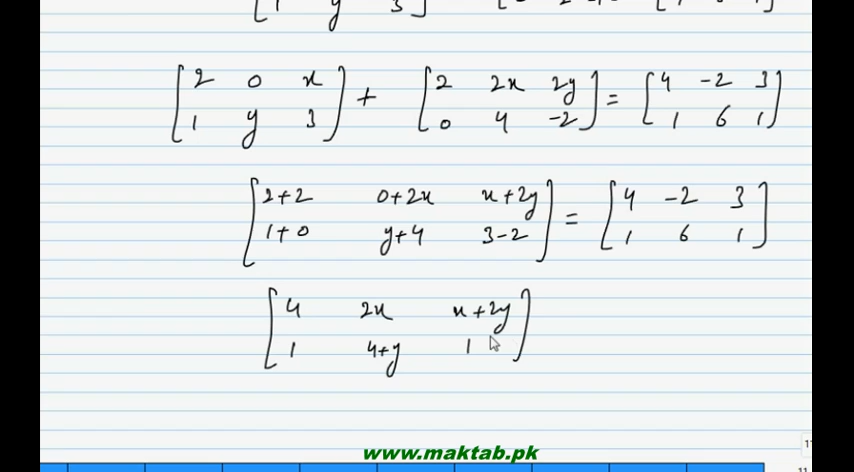 [2 0 x] + [2 2x 2y] = [4 -2 3]
[1 y 3] [0 4 -2] [1 6 1]
[2+2 0+2x x+2y] = [4 -2 3]
[1+0 y+4 3-2] [1 6 1]
[4 2x x+2y]
[1 4+y 1]
www.maktab.pk